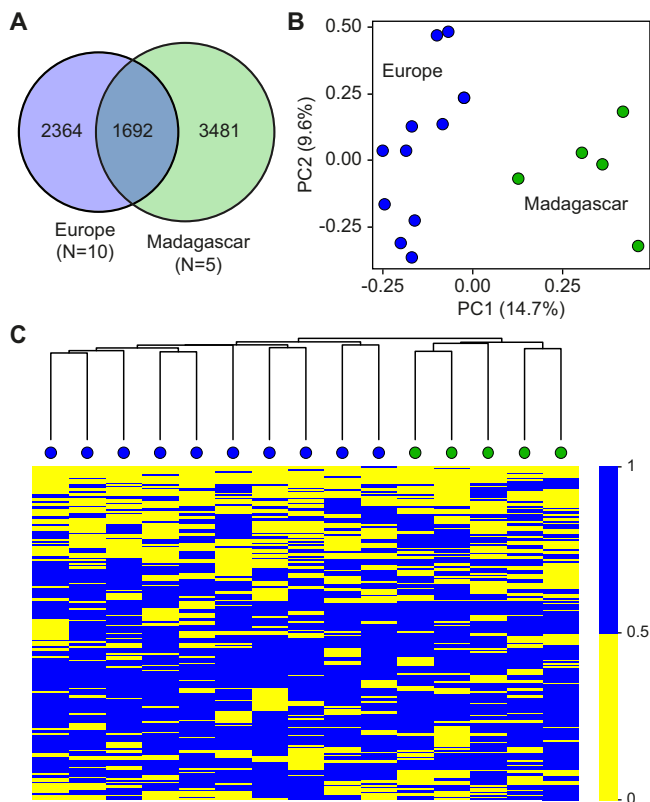 A
2364
1692
3481
Europe
(N=10)
Madagascar
(N=5)
B
0.50
0.25
0.00
-0.25
PC2 (9.6%)
Europe
Madagascar
-0.25
0.00
0.25
PC1 (14.7%)
C
1
0.5
0